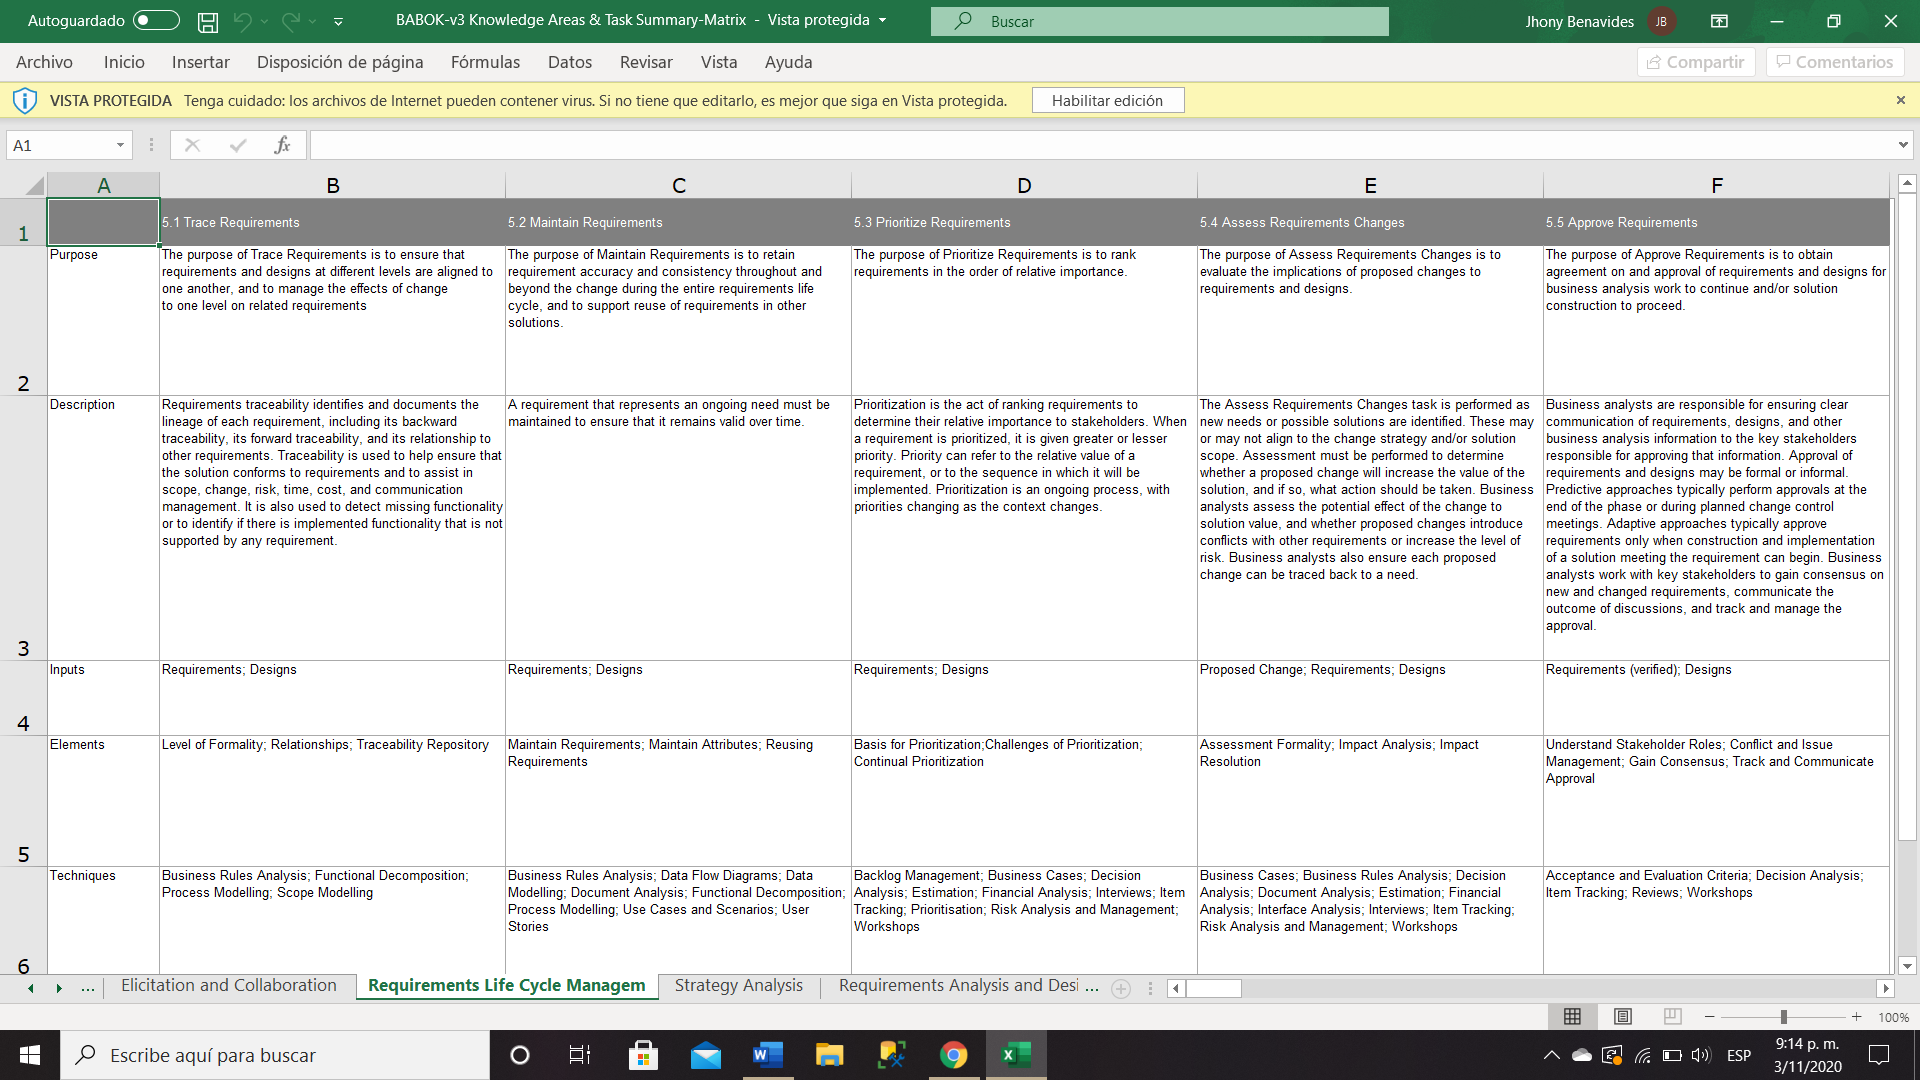 Autoguardado
BABOK-v3 Knowledge Areas & Task Summary-Matrix - Vista protegida
Buscar
Jhony Benavides
JB
Archivo
Inicio
Insertar
Disposición de página
Fórmulas
Datos
Revisar
Vista
Ayuda
Compartir
Comentarios
VISTA PROTEGIDA
Tenga cuidado: los archivos de Internet pueden contener virus. Si no tiene que editarlo, es mejor que siga en Vista protegida.
Habilitar edición
A1
fx
A
B
C
D
E
F
1
5.1 Trace Requirements
5.2 Maintain Requirements
5.3 Prioritize Requirements
5.4 Assess Requirements Changes
5.5 Approve Requirements
2
Purpose
The purpose of Trace Requirements is to ensure that
requirements and designs at different levels are aligned to
one another, and to manage the effects of change
to one level on related requirements
The purpose of Maintain Requirements is to retain
requirement accuracy and consistency throughout and
beyond the change during the entire requirements life
cycle, and to support reuse of requirements in other
solutions.
The purpose of Prioritize Requirements is to rank
requirements in the order of relative importance.
The purpose of Assess Requirements Changes is to
evaluate the implications of proposed changes to
requirements and designs.
The purpose of Approve Requirements is to obtain
agreement on and approval of requirements and designs for
business analysis work to continue and/or solution
construction to proceed.
3
Description
Requirements traceability identifies and documents the
lineage of each requirement, including its backward
traceability, its forward traceability, and its relationship to
other requirements. Traceability is used to help ensure that
the solution conforms to requirements and to assist in
scope, change, risk, time, cost, and communication
management. It is also used to detect missing functionality
or to identify if there is implemented functionality that is not
supported by any requirement.
A requirement that represents an ongoing need must be
maintained to ensure that it remains valid over time.
Prioritization is the act of ranking requirements to
determine their relative importance to stakeholders. When
a requirement is prioritized, it is given greater or lesser
priority. Priority can refer to the relative value of a
requirement, or to the sequence in which it will be
implemented. Prioritization is an ongoing process, with
priorities changing as the context changes.
The Assess Requirements Changes task is performed as
new needs or possible solutions are identified. These may
or may not align to the change strategy and/or solution
scope. Assessment must be performed to determine
whether a proposed change will increase the value of the
solution, and if so, what action should be taken. Business
analysts assess the potential effect of the change to
solution value, and whether proposed changes introduce
conflicts with other requirements or increase the level of
risk. Business analysts also ensure each proposed
change can be traced back to a need.
Business analysts are responsible for ensuring clear
communication of requirements, designs, and other
business analysis information to the key stakeholders
responsible for approving that information. Approval of
requirements and designs may be formal or informal.
Predictive approaches typically perform approvals at the
end of the phase or during planned change control
meetings. Adaptive approaches typically approve
requirements only when construction and implementation
of a solution meeting the requirement can begin. Business
analysts work with key stakeholders to gain consensus on
new and changed requirements, communicate the
outcome of discussions, and track and manage the
approval.
4
Inputs
Requirements; Designs
Requirements; Designs
Requirements; Designs
Proposed Change; Requirements; Designs
Requirements (verified); Designs
5
Elements
Level of Formality; Relationships; Traceability Repository
Maintain Requirements; Maintain Attributes; Reusing
Requirements
Basis for Prioritization;Challenges of Prioritization;
Continual Prioritization
Assessment Formality; Impact Analysis; Impact
Resolution
Understand Stakeholder Roles; Conflict and Issue
Management; Gain Consensus; Track and Communicate
Approval
6
Techniques
Business Rules Analysis; Functional Decomposition;
Process Modelling; Scope Modelling
Business Rules Analysis; Data Flow Diagrams; Data
Modelling; Document Analysis; Functional Decomposition;
Process Modelling; Use Cases and Scenarios; User
Stories
Backlog Management; Business Cases; Decision
Analysis; Estimation; Financial Analysis; Interviews; Item
Tracking; Prioritisation; Risk Analysis and Management;
Workshops
Business Cases; Business Rules Analysis; Decision
Analysis; Document Analysis; Estimation; Financial
Analysis; Interface Analysis; Interviews; Item Tracking;
Risk Analysis and Management; Workshops
Acceptance and Evaluation Criteria; Decision Analysis;
Item Tracking; Reviews; Workshops
...
Elicitation and Collaboration
Requirements Life Cycle Managem
Strategy Analysis
Requirements Analysis and Desi ...
100%
Escribe aquí para buscar
W
X
ESP
9:14 p. m.
3/11/2020